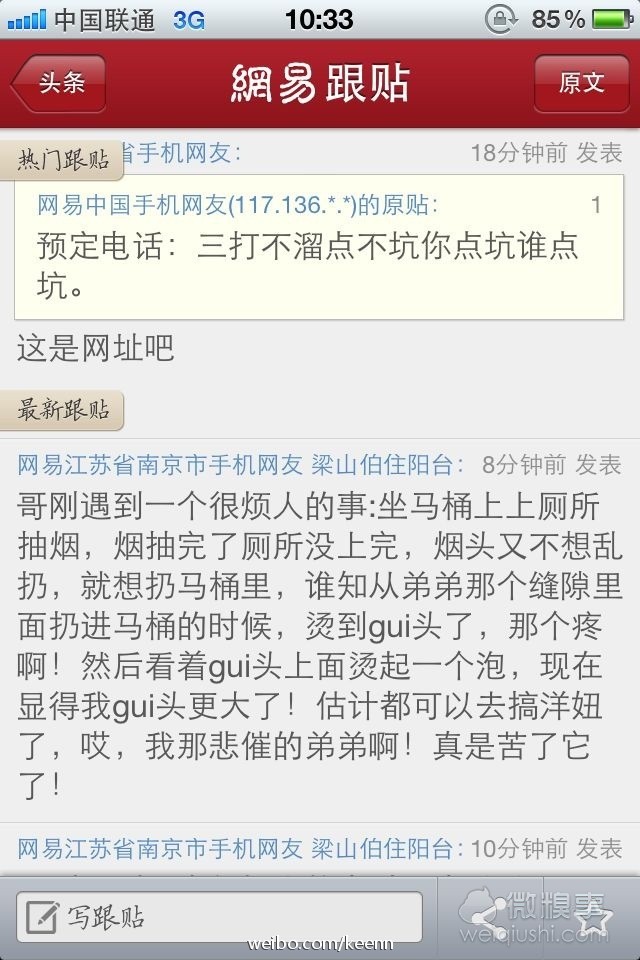 中国联通 3G 10:33 85%
头条 網易跟贴 原文
热门跟贴 省手机网友: 18分钟前 发表
网易中国手机网友(117.136.*.*)的原贴: 1
预定电话：三打不溜点不坑你点坑谁点
坑。
这是网址吧
最新跟贴
网易江苏省南京市手机网友 梁山伯住阳台: 8分钟前 发表
哥刚遇到一个很烦人的事:坐马桶上上厕所
抽烟，烟抽完了厕所没上完，烟头又不想乱
扔，就想扔马桶里，谁知从弟弟那个缝隙里
面扔进马桶的时候，烫到gui头了，那个疼
啊！然后看着gui头上面烫起一个泡，现在
显得我gui头更大了！估计都可以去搞洋妞
了，哎，我那悲催的弟弟啊！真是苦了它
了！
网易江苏省南京市手机网友 梁山伯住阳台: 10分钟前 发表
写跟贴
微糗事
weiqiushi.com
weibo.com/keenn